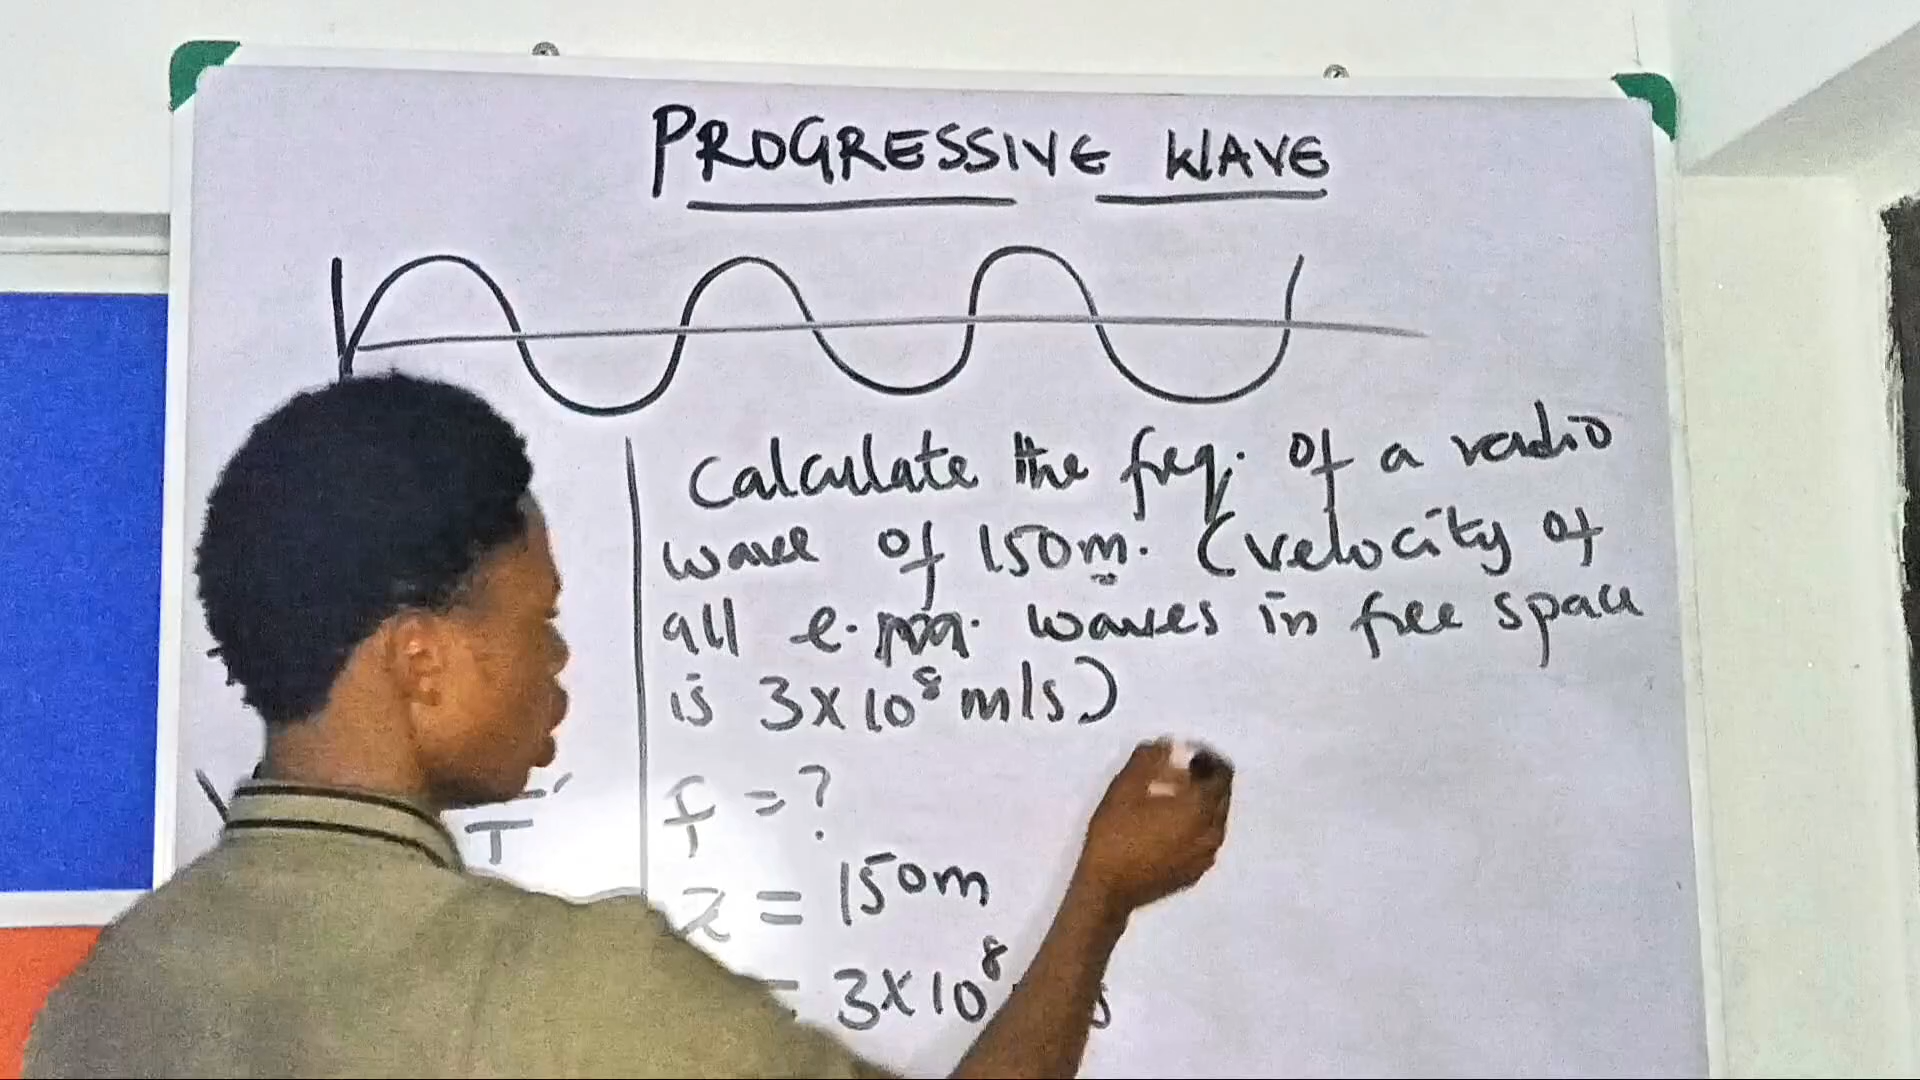 PROGRESSIVE WAVE
Calculate the freq. of a radio
wave of 150m. (velocity of
all e.m. waves in free space
is 3x10⁸ m/s)
f = ?
T
λ = 150m
= 3x10⁸
s